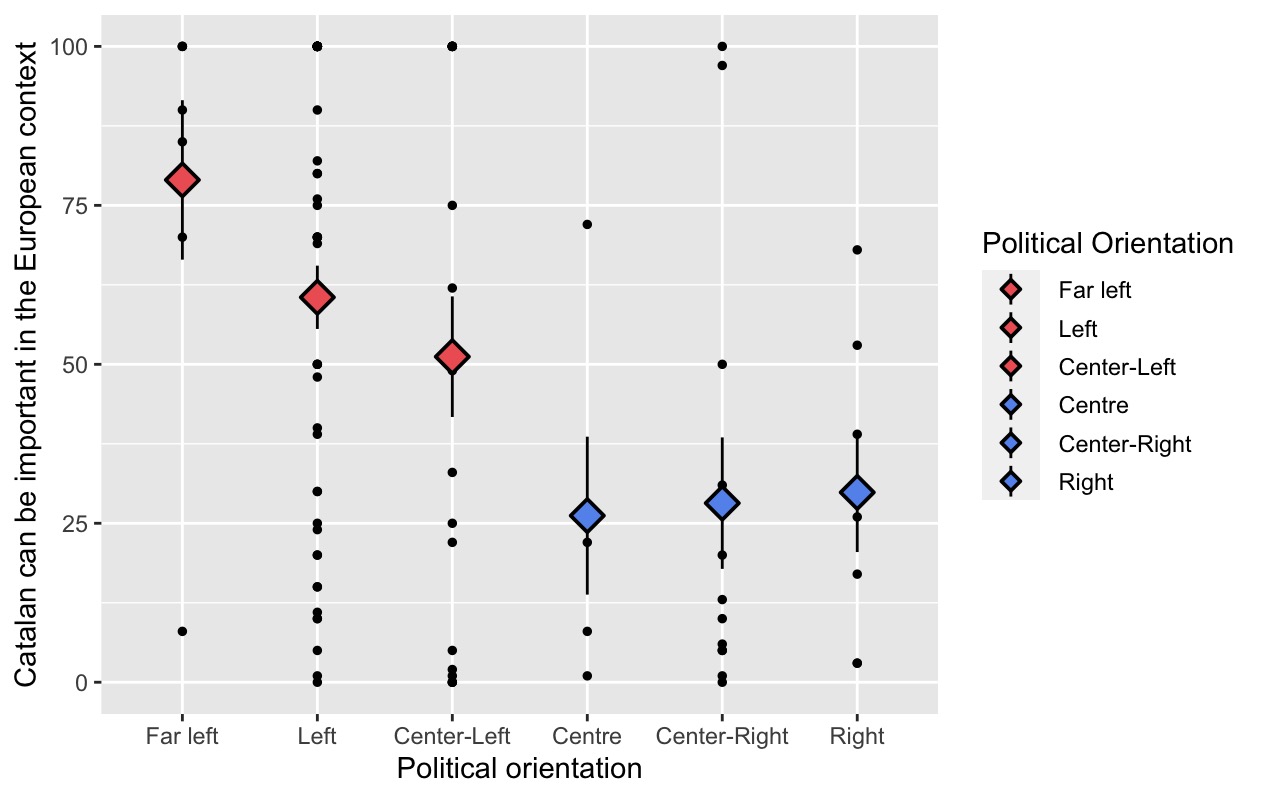 Catalan can be important in the European context
100
75
50
25
0
Far left
Left
Center-Left
Centre
Center-Right
Right
Political orientation
Political Orientation
Far left
Left
Center-Left
Centre
Center-Right
Right